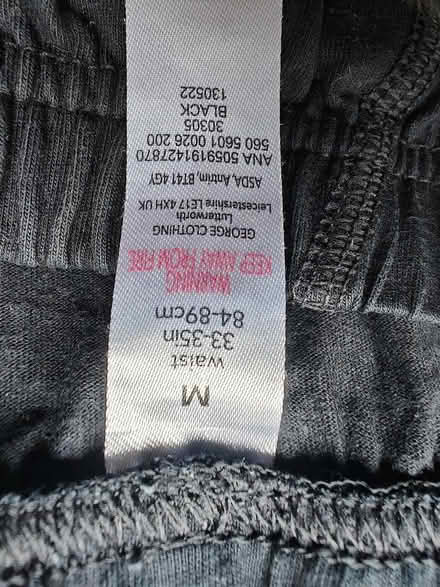 M
waist
33-35in
84-89cm
WARNING
KEEP AWAY FROM FIRE
GEORGE CLOTHING
Lutterworth
Leicestershire LE17 4XH UK
ASDA Antrim, BT41 4GY
ANA 5059191427870
560 5601 0026 200
30305
BLACK
130522